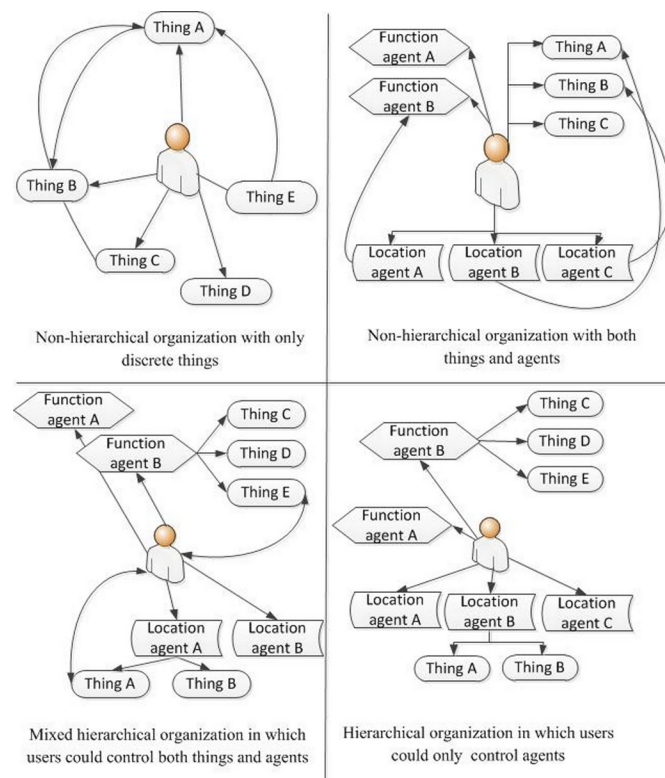 Thing A
Thing B
Thing E
Thing C
Thing D
Non-hierarchical organization with only
discrete things
Function
agent A
Function
agent B
Thing A
Thing B
Thing C
Location
agent A
Location
agent B
Location
agent C
Non-hierarchical organization with both
things and agents
Function
agent A
Function
agent B
Thing C
Thing D
Thing E
Location
agent A
Location
agent B
Thing A
Thing B
Mixed hierarchical organization in which
users could control both things and agents
Function
agent B
Thing C
Thing D
Thing E
Function
agent A
Location
agent A
Location
agent B
Location
agent C
Thing A
Thing B
Hierarchical organization in which users
could only control agents